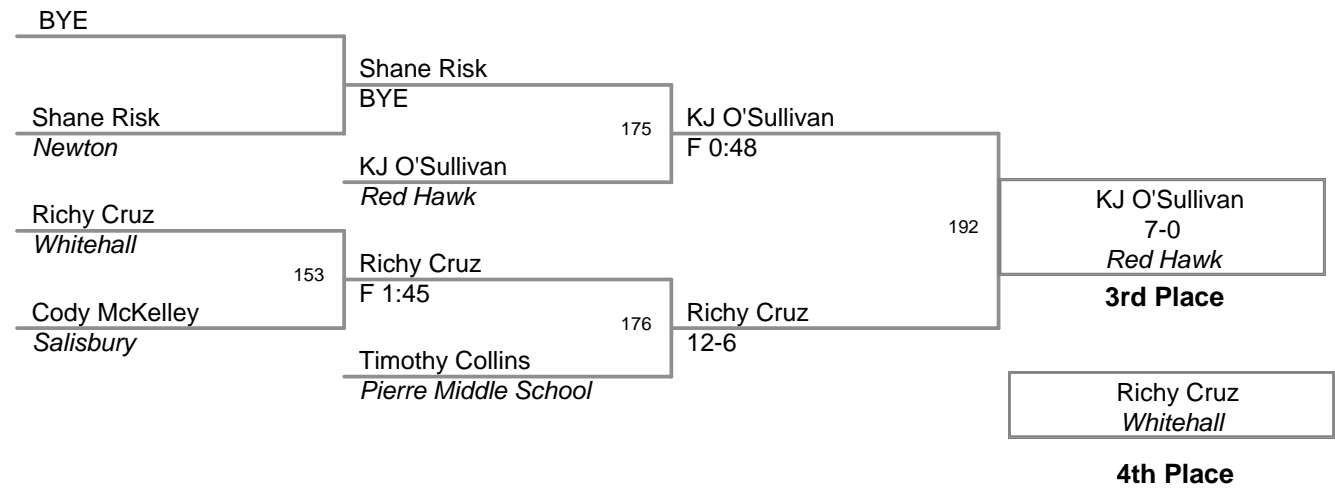 BYE
Shane Risk
BYE
Shane Risk
Newton
175
KJ O'Sullivan
F 0:48
KJ O'Sullivan
Red Hawk
Richy Cruz
Whitehall
192
KJ O'Sullivan
7-0
Red Hawk
3rd Place
153
Richy Cruz
F 1:45
Cody McKelley
Salisbury
176
Richy Cruz
12-6
Timothy Collins
Pierre Middle School
Richy Cruz
Whitehall
4th Place